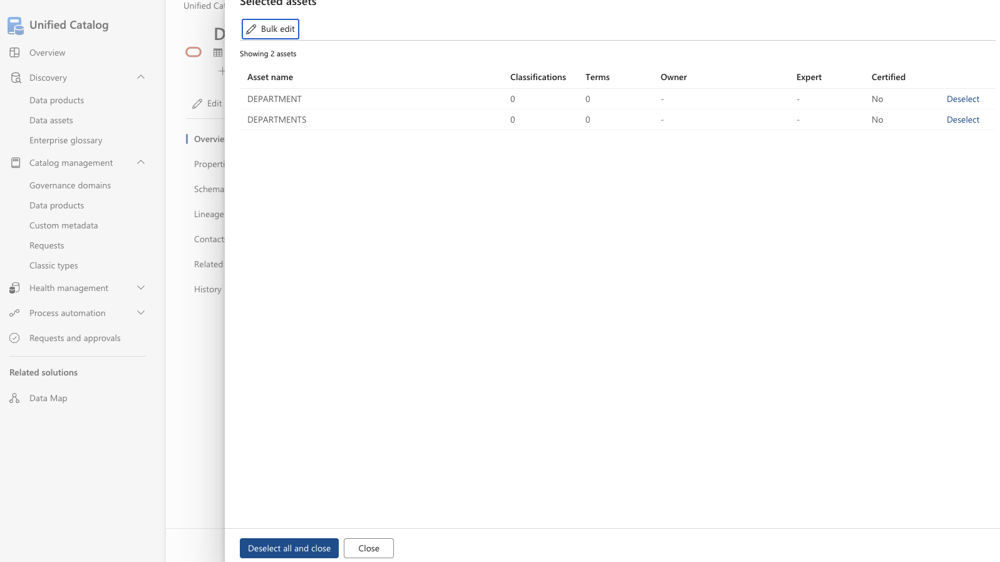 Unified Catalog
Overview
Discovery
Data products
Data assets
Enterprise glossary
Catalog management
Governance domains
Data products
Custom metadata
Requests
Classic types
Health management
Process automation
Requests and approvals
Related solutions
Data Map
Unified Cat
D
Edit
Overvie
Properti
Schema
Lineage
Contact
Related
History
Selected assets
Bulk edit
Showing 2 assets
Asset name Classifications Terms Owner Expert Certified
DEPARTMENT 0 0 - - No Deselect
DEPARTMENTS 0 0 - - No Deselect
Deselect all and close Close